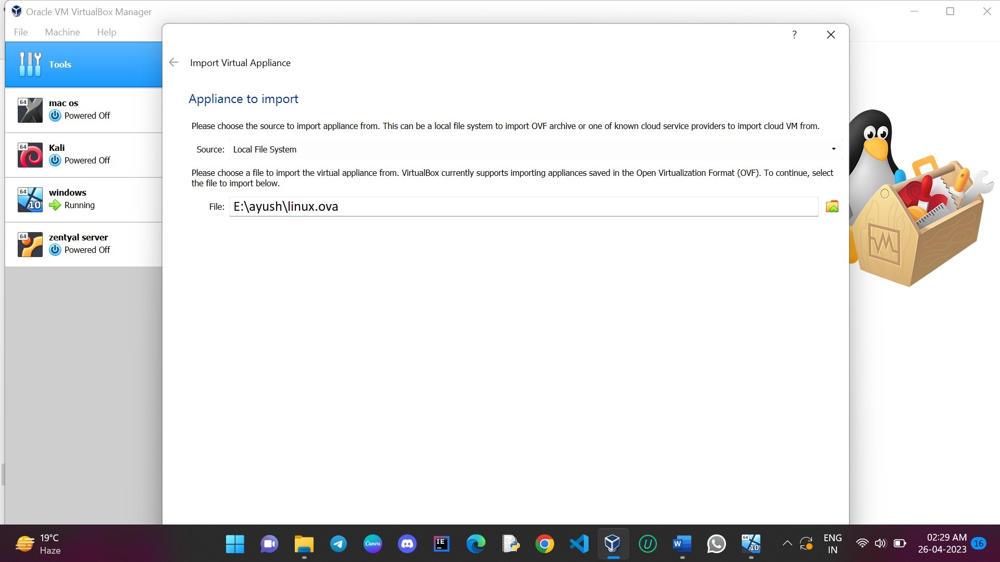 Oracle VM VirtualBox Manager
File Machine Help
Tools
64
mac os
Powered Off
64
Kali
Powered Off
64
10
windows
Running
64
zentyal server
Powered Off
?
Import Virtual Appliance
Appliance to import
Please choose the source to import appliance from. This can be a local file system to import OVF archive or one of known cloud service providers to import cloud VM from.
Source: Local File System
Please choose a file to import the virtual appliance from. VirtualBox currently supports importing appliances saved in the Open Virtualization Format (OVF). To continue, select
the file to import below.
File: E:\ayush\linux.ova
19°C
Haze
Canva
IE
U
W
64
10
ENG
IN
02:29 AM
26-04-2023
16